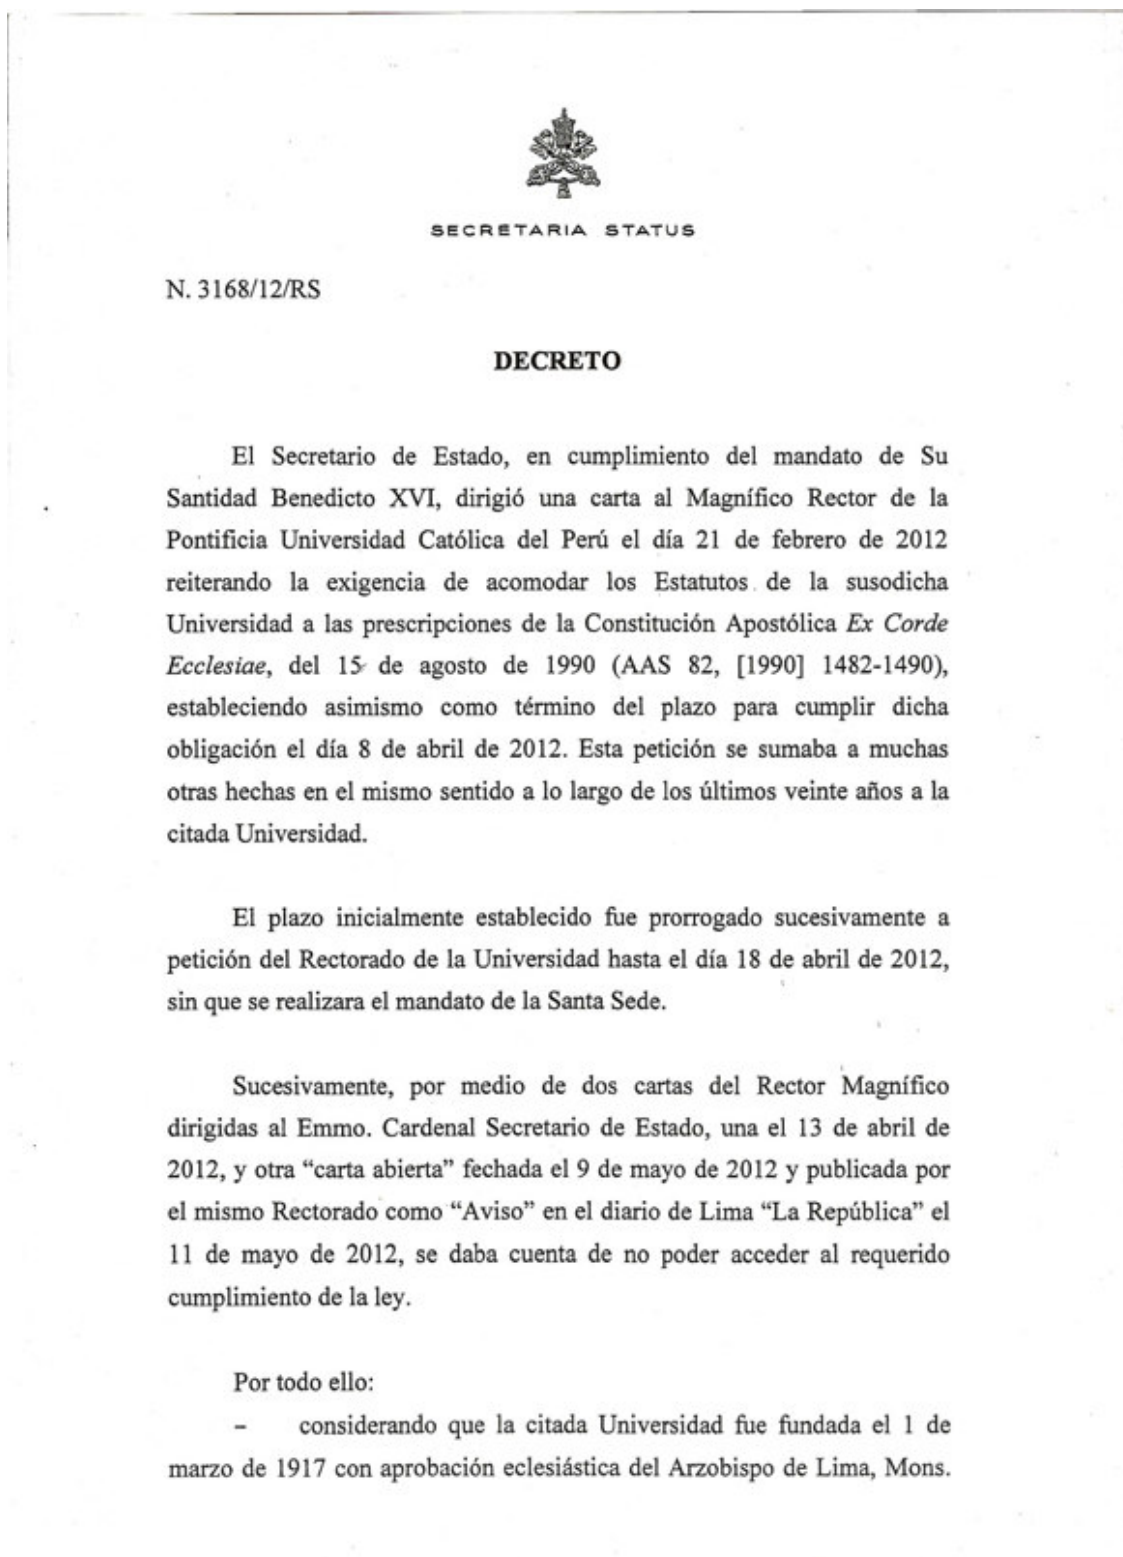 SECRETARIA STATUS
N. 3168/12/RS
DECRETO
El Secretario de Estado, en cumplimiento del mandato de Su
Santidad Benedicto XVI, dirigió una carta al Magnífico Rector de la
Pontificia Universidad Católica del Perú el día 21 de febrero de 2012
reiterando la exigencia de acomodar los Estatutos de la susodicha
Universidad a las prescripciones de la Constitución Apostólica Ex Corde
Ecclesiae, del 15 de agosto de 1990 (AAS 82, [1990] 1482-1490),
estableciendo asimismo como término del plazo para cumplir dicha
obligación el día 8 de abril de 2012. Esta petición se sumaba a muchas
otras hechas en el mismo sentido a lo largo de los últimos veinte años a la
citada Universidad.
El plazo inicialmente establecido fue prorrogado sucesivamente a
petición del Rectorado de la Universidad hasta el día 18 de abril de 2012,
sin que se realizara el mandato de la Santa Sede.
Sucesivamente, por medio de dos cartas del Rector Magnífico
dirigidas al Emmo. Cardenal Secretario de Estado, una el 13 de abril de
2012, y otra “carta abierta” fechada el 9 de mayo de 2012 y publicada por
el mismo Rectorado como “Aviso” en el diario de Lima “La República” el
11 de mayo de 2012, se daba cuenta de no poder acceder al requerido
cumplimiento de la ley.
Por todo ello:
– considerando que la citada Universidad fue fundada el 1 de
marzo de 1917 con aprobación eclesiástica del Arzobispo de Lima, Mons.